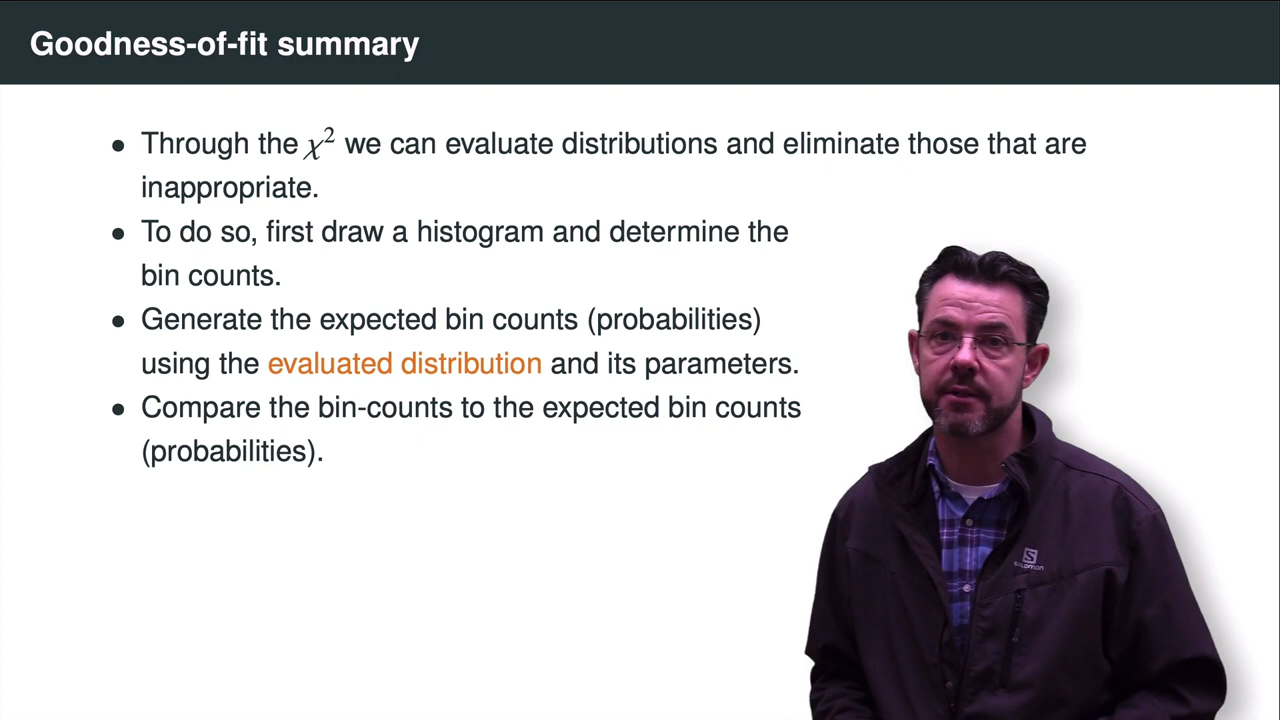 Goodness-of-fit summary
• Through the χ² we can evaluate distributions and eliminate those that are
inappropriate.
• To do so, first draw a histogram and determine the
bin counts.
• Generate the expected bin counts (probabilities)
using the evaluated distribution and its parameters.
• Compare the bin-counts to the expected bin counts
(probabilities).
S
SALOMON